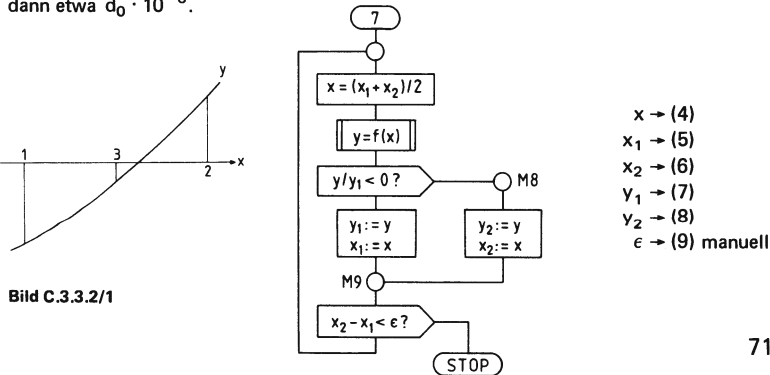 dann etwa d₀ · 10⁻⁶.
y
1
3
2
x
Bild C.3.3.2/1
7
x = (x₁+x₂)/2
y=f(x)
y/y₁ < 0 ?
M8
y₁:= y
x₁:= x
y₂:= y
x₂:= x
M9
x₂-x₁< ϵ?
STOP
x → (4)
x₁ → (5)
x₂ → (6)
y₁ → (7)
y₂ → (8)
ϵ → (9) manuell
71